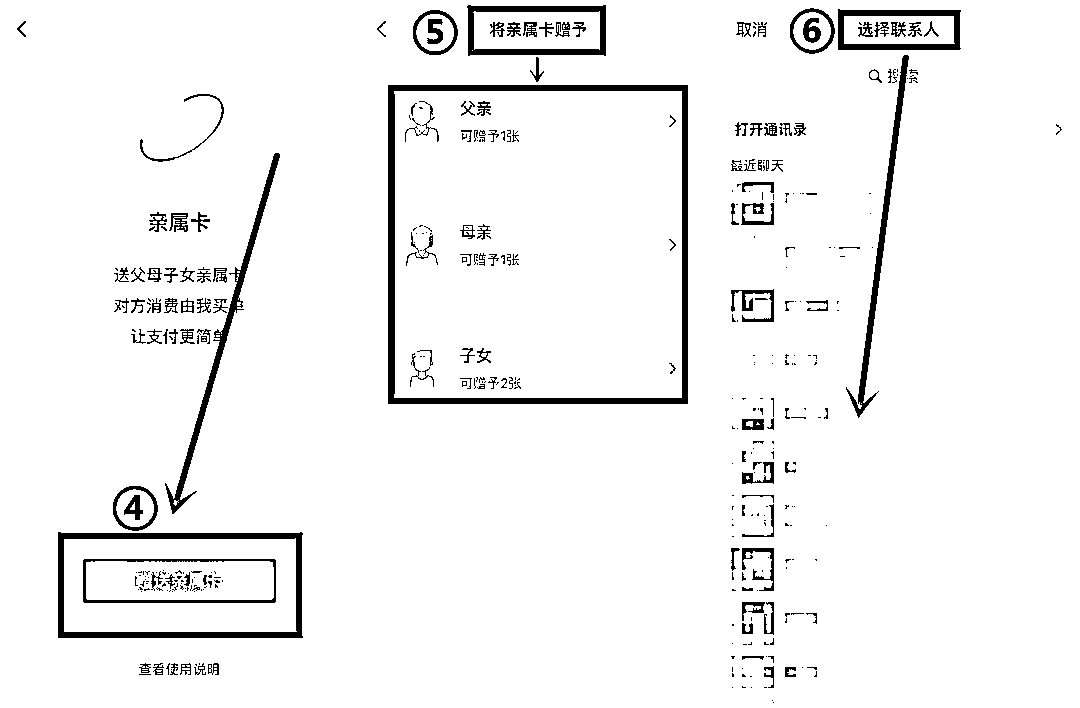 亲属卡
送父母子女亲属卡
对方消费由我买单
让支付更简单
④
赠送亲属卡
查看使用说明
⑤ 将亲属卡赠予
父亲
可赠予1张
母亲
可赠予1张
子女
可赠予2张
取消 ⑥ 选择联系人
搜索
打开通讯录
最近聊天